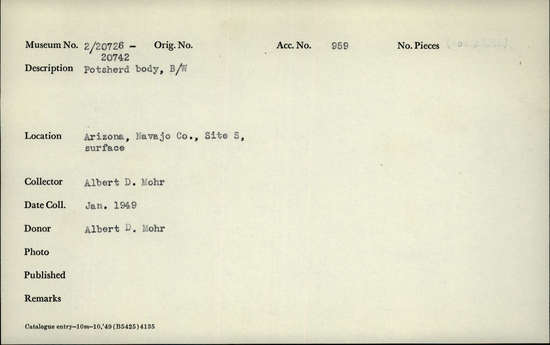 Museum No. 2/20726 - Orig. No. Acc. No. 959 No. Pieces
20742
Description Potsherd body, B/W
Location Arizona, Navajo Co., Site S,
surface
Collector Albert D. Mohr
Date Coll. Jan. 1949
Donor Albert D. Mohr
Photo
Published
Remarks
Catalogue entry—10m—10,'49 (B5425) 4135